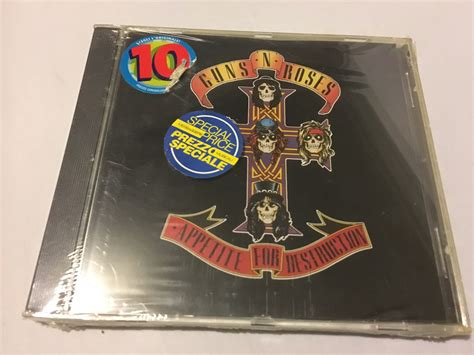 10
GUNS N' ROSES
SPECIAL
PRICE
PREZZO
SPECIALE
APPETITE FOR DESTRUCTION